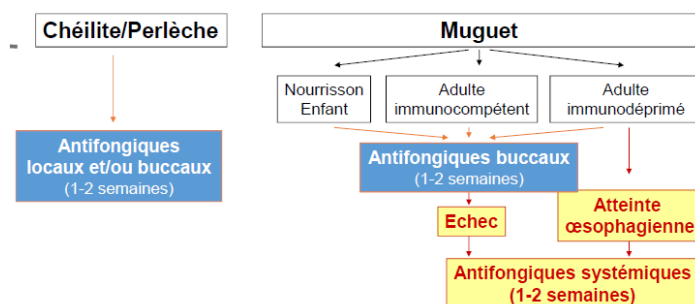 Chéilite/Perlèche
Muguet
Nourrisson
Enfant
Adulte
immunocompétent
Adulte
immunodéprimé
Antifongiques
locaux et/ou buccaux
(1-2 semaines)
Antifongiques buccaux
(1-2 semaines)
Echec
Atteinte
œsophagienne
Antifongiques systémiques
(1-2 semaines)